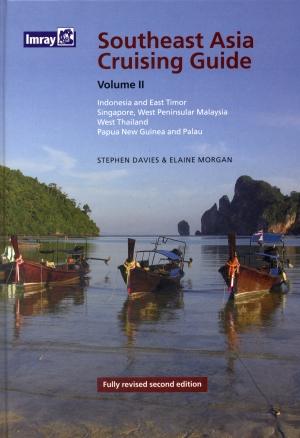 Imray
Southeast Asia
Cruising Guide
Volume II
Indonesia and East Timor
Singapore, West Peninsular Malaysia
West Thailand
Papua New Guinea and Palau
STEPHEN DAVIES & ELAINE MORGAN
Fully revised second edition